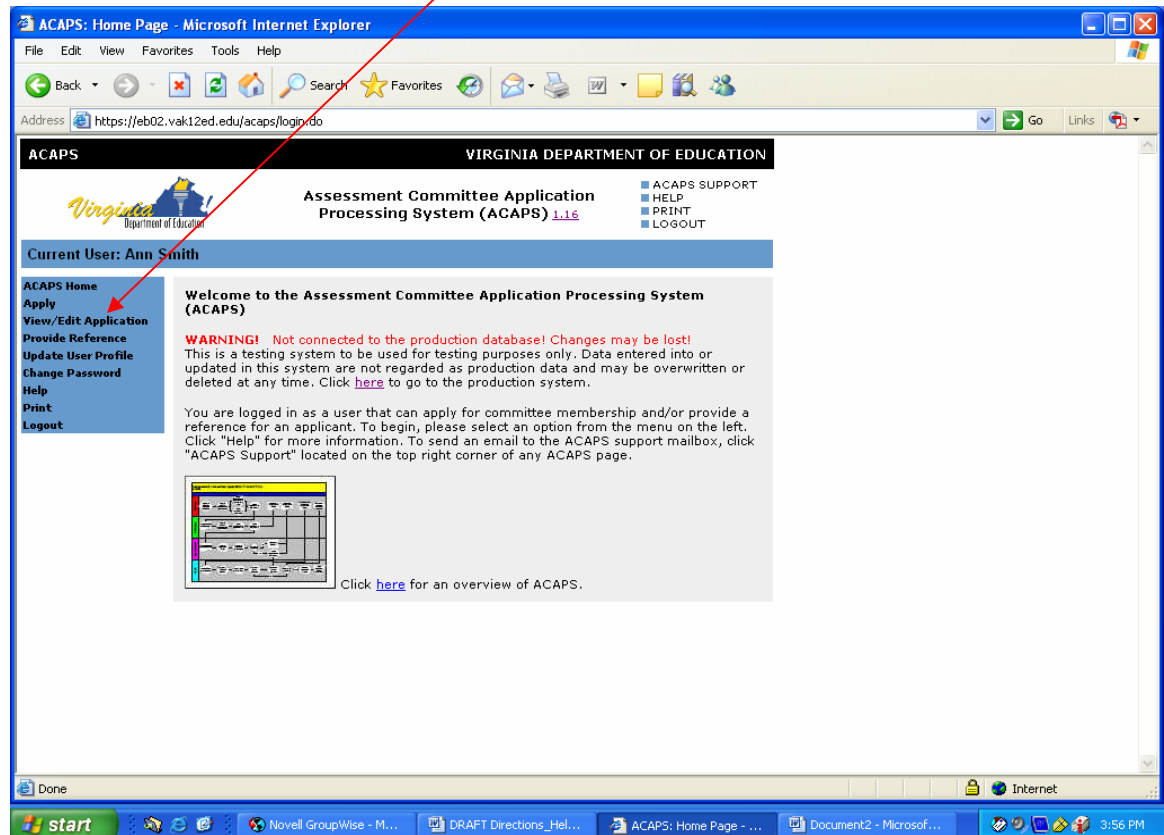 ACAPS: Home Page - Microsoft Internet Explorer
File Edit View Favorites Tools Help
Back Search Favorites
Address https://eb02.vak12ed.edu/acaps/login.do Go Links
ACAPS VIRGINIA DEPARTMENT OF EDUCATION
Virginia
Department of Education
Assessment Committee Application
Processing System (ACAPS) 1.16
ACAPS SUPPORT
HELP
PRINT
LOGOUT
Current User: Ann Smith
ACAPS Home
Apply
View/Edit Application
Provide Reference
Update User Profile
Change Password
Help
Print
Logout
Welcome to the Assessment Committee Application Processing System
(ACAPS)
WARNING! Not connected to the production database! Changes may be lost!
This is a testing system to be used for testing purposes only. Data entered into or
updated in this system are not regarded as production data and may be overwritten or
deleted at any time. Click here to go to the production system.
You are logged in as a user that can apply for committee membership and/or provide a
reference for an applicant. To begin, please select an option from the menu on the left.
Click "Help" for more information. To send an email to the ACAPS support mailbox, click
"ACAPS Support" located on the top right corner of any ACAPS page.
Click here for an overview of ACAPS.
Done Internet
start Novell GroupWise - M... DRAFT Directions_Hel... ACAPS: Home Page - ... Document2 - Microsof... 3:56 PM